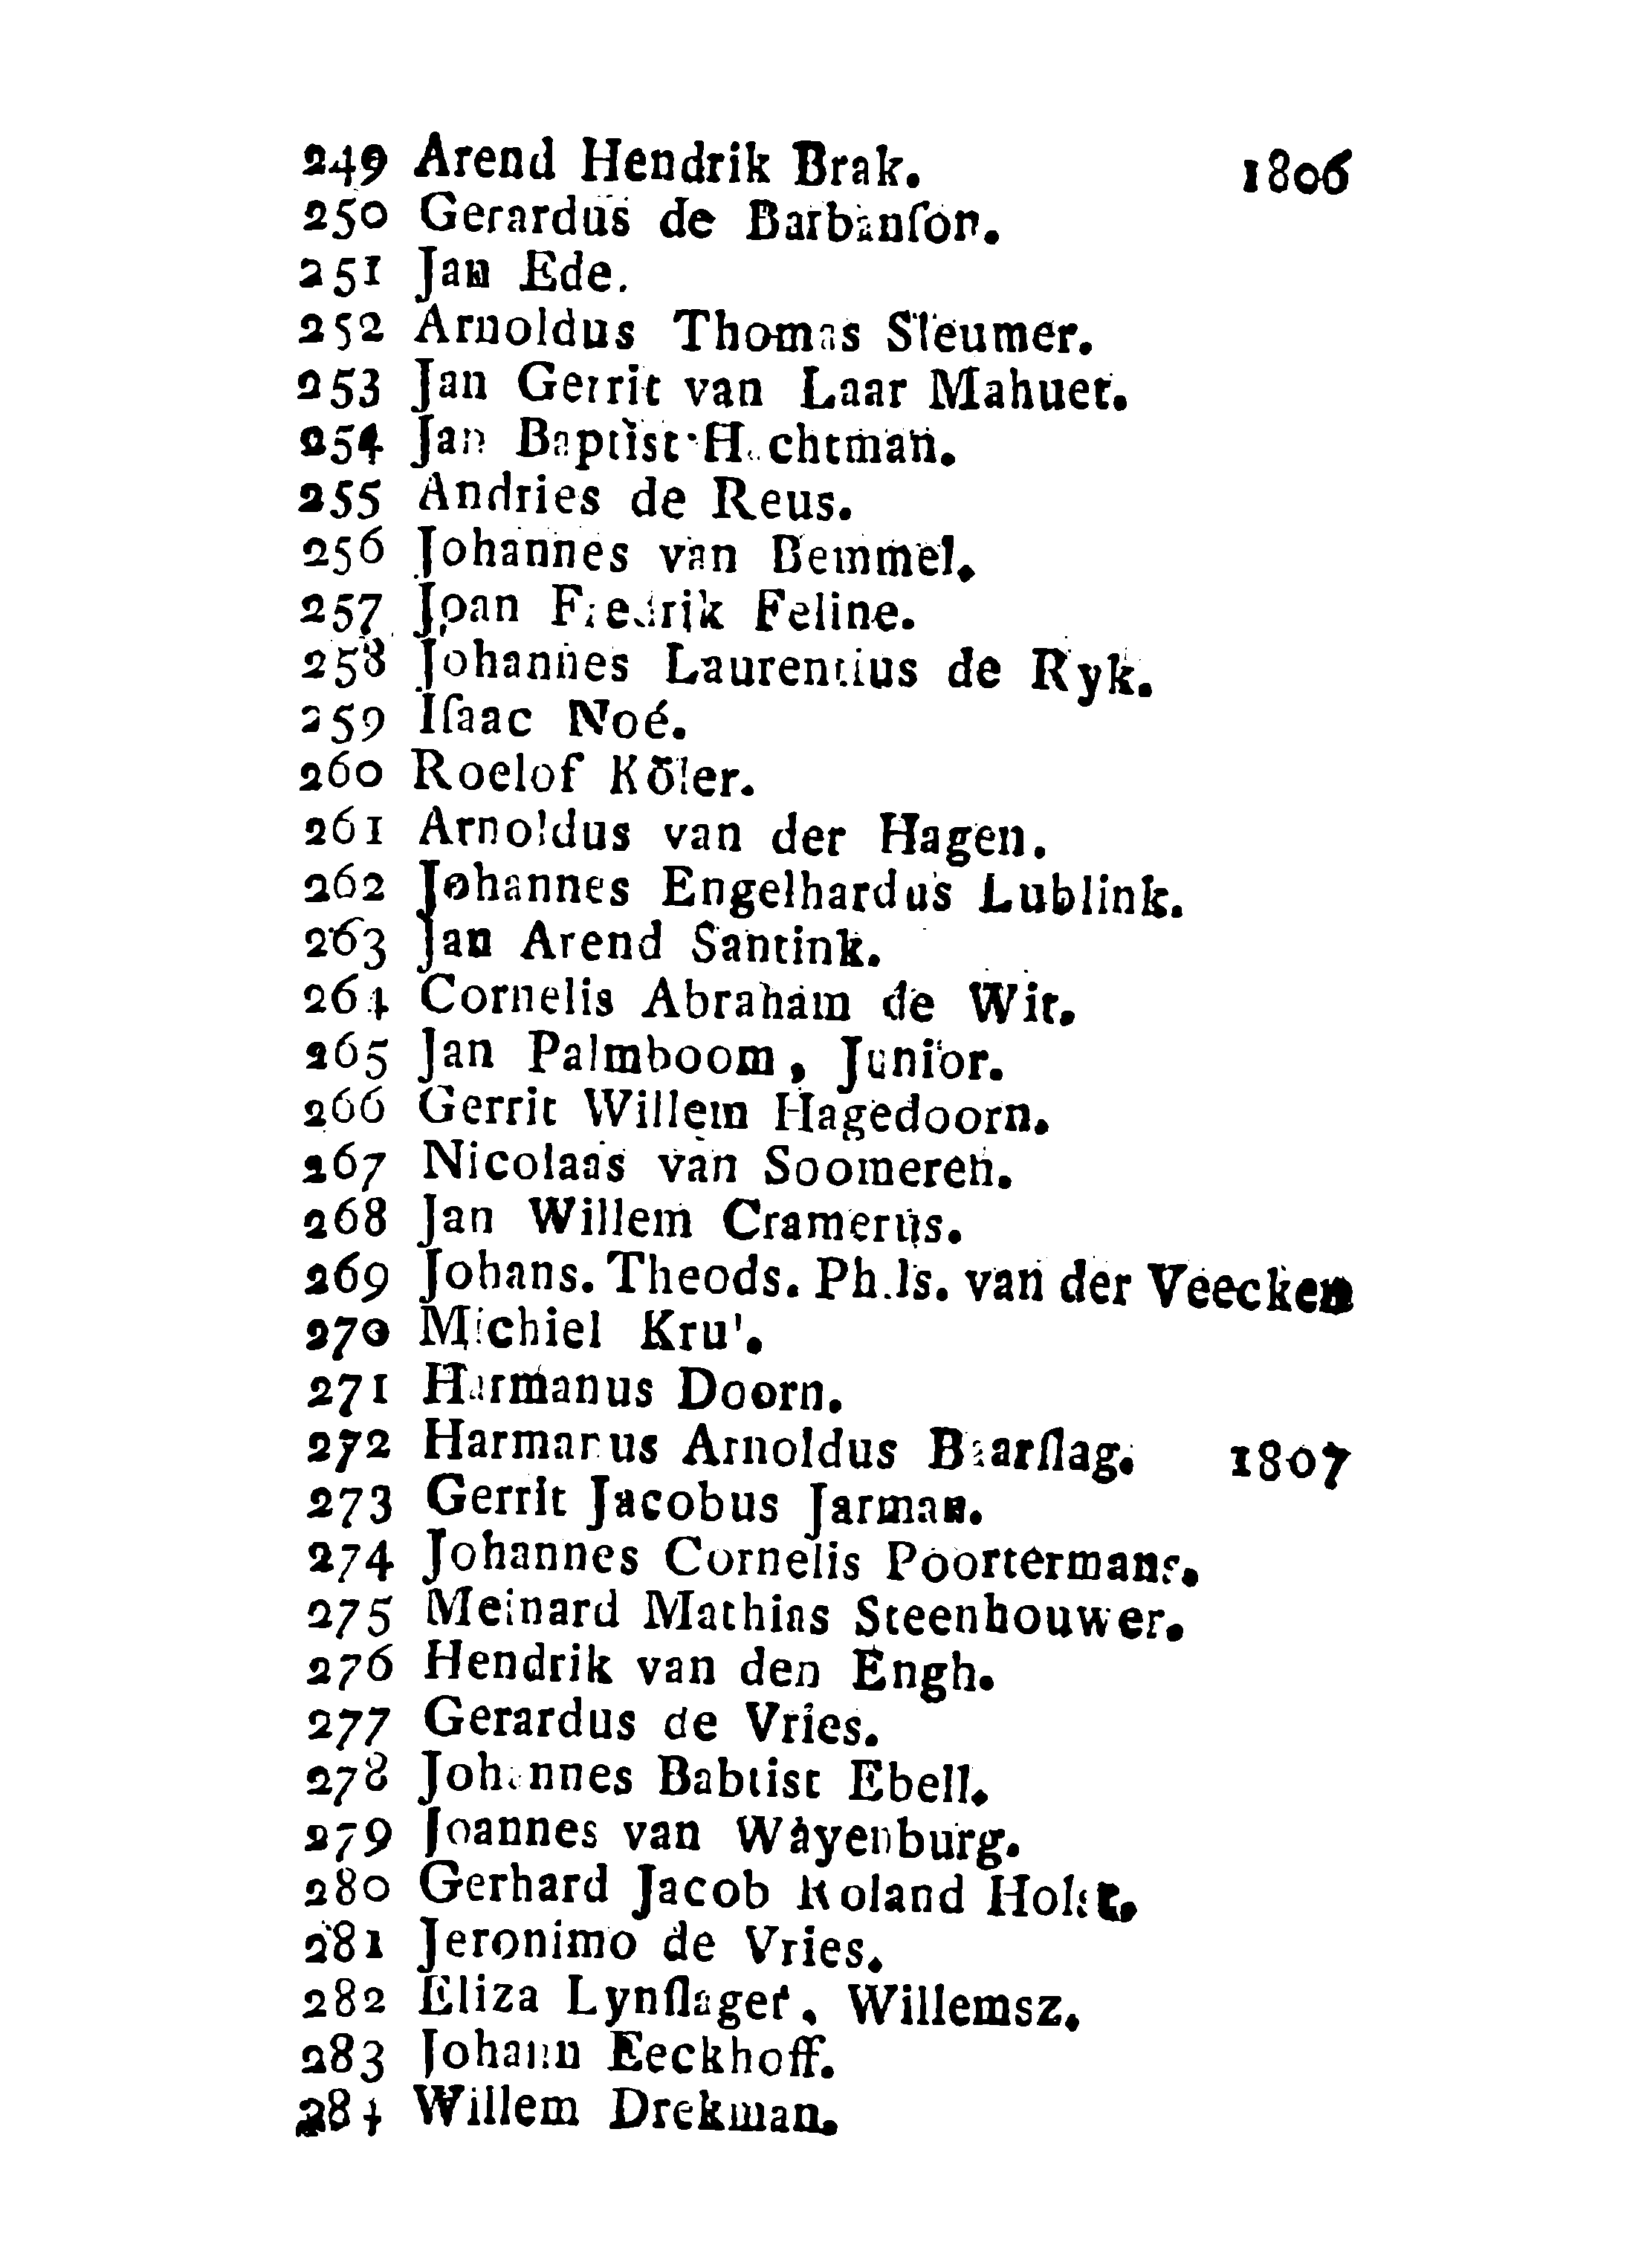 249 Arend Hendrik Brak. 1806
250 Gerardus de Barbanſon.
251 Jan Ede.
252 Arnoldus Thomas Sleumer.
253 Jan Gerrit van Laar Mahuet.
254 Jan Baptist
255 Andries de Reus.
256 Johannes van Bemmel.
257 Joan Fredrik Feline.
258 Johannes Laurentius de Ryk.
259 Iſaac Noé.
260 Roelof Köler.
261 Arnoldus van der Hagen.
262 Johannes Engelhardus Lublink.
263 Jan Arend Santink.
264 Cornelis Abraham de Wit.
265 Jan Palmboom, Junior.
266 Gerrit Willem Hagedoorn.
267 Nicolaas van Soomeren.
268 Jan Willem Cramerus.
269 Johans. Theods. Phils. van der Veecken
270 Michiel
271 Harmanus Doorn.
272 Harmanus Arnoldus Baarſlag. 1807
273 Gerrit Jacobus Jarman.
274 Johannes Cornelis Poortermans.
275 Meinard Mathias Steenhouwer.
276 Hendrik van den Engh.
277 Gerardus de Vries.
278 Johannes Babtist Ebell.
279 Joannes van Wayenburg.
280 Gerhard Jacob Roland Holst.
281 Jeronimo de Vries.
282 Eliza Lynſlager, Willemsz.
283 Johann Eeckhoff.
284 Willem Drekman.